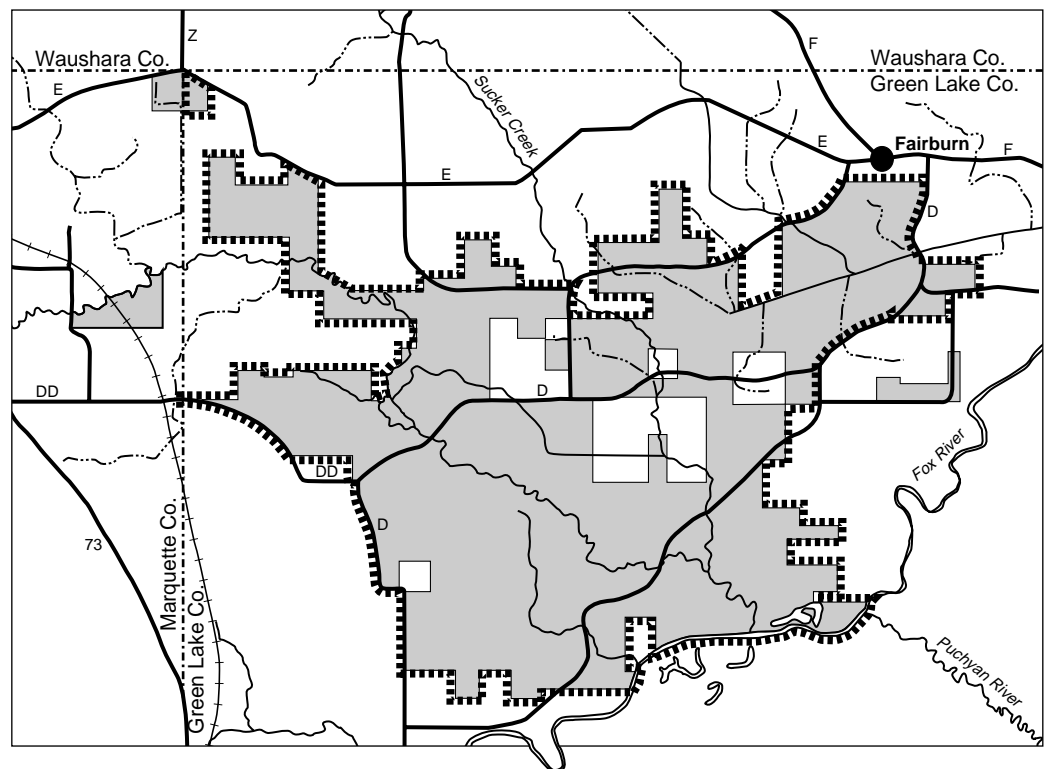 Z
F
Waushara Co.
Waushara Co.
Green Lake Co.
E
Sucker Creek
E
Fairburn
F
E
D
DD
D
DD
Fox River
D
73
Marquette Co.
Green Lake Co.
Puchyan River